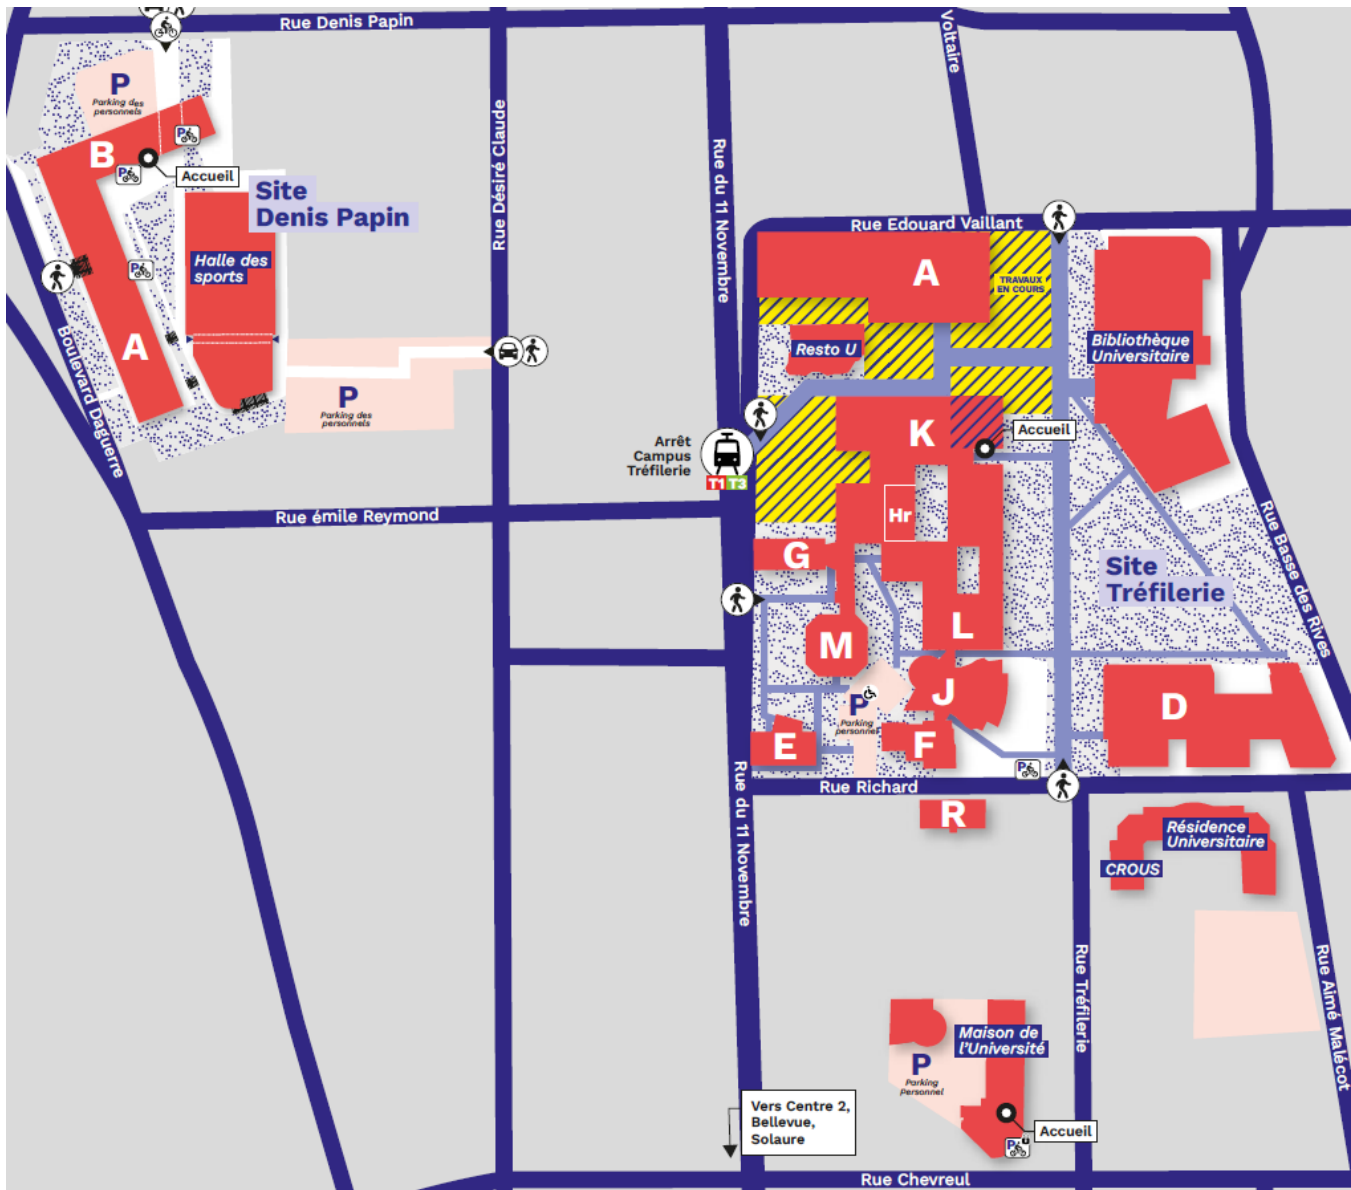 Rue Denis Papin
Voltaire
P
Parking des
personnels
B
P
P
Accueil
Site
Denis Papin
Rue Désiré Claude
Rue du 11 Novembre
Rue Edouard Vaillant
Halle des
sports
P
A
A
TRAVAUX
EN COURS
Bibliothèque
Universitaire
Resto U
Boulevard Daguerre
P
Parking des
personnels
K
Accueil
Arrêt
Campus
Tréfilerie
T1 T3
Hr
Rue émile Reymond
Rue Basse des Rives
G
Site
Tréfilerie
L
M
J
P
Parking
personnel
D
E
F
P
Rue Richard
Rue du 11 Novembre
R
Résidence
Universitaire
CROUS
Rue Tréfilerie
Rue Aimé Malécot
Maison de
l'Université
P
Parking
personnel
Vers Centre 2,
Bellevue,
Solaure
Accueil
P
Rue Chevreul